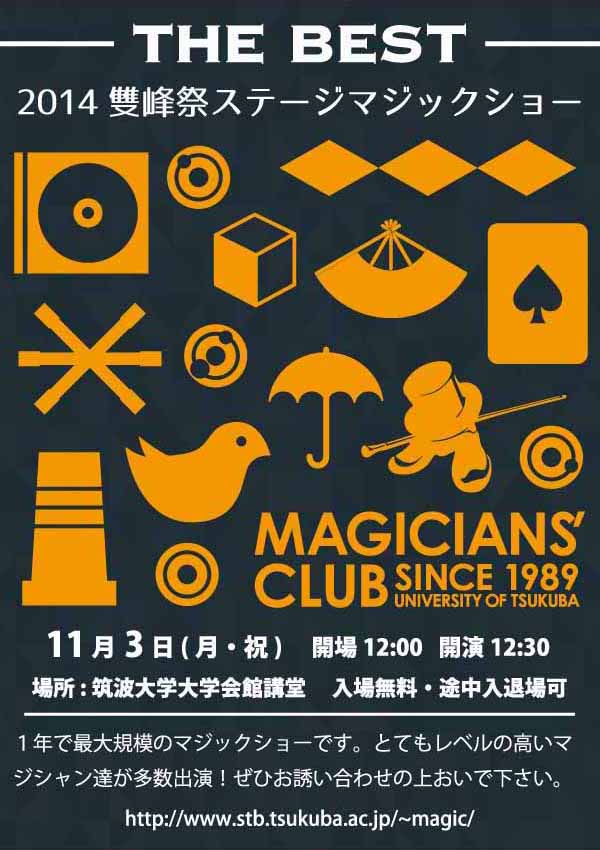 THE BEST
2014 雙峰祭ステージマジックショー
MAGICIANS'
CLUB SINCE 1989
UNIVERSITY OF TSUKUBA
11月3日(月・祝) 開場12:00 開演12:30
場所:筑波大学大学会館講堂 入場無料・途中入退場可
1年で最大規模のマジックショーです。とてもレベルの高いマ
ジシャン達が多数出演!ぜひお誘い合わせの上おいで下さい。
http://www.stb.tsukuba.ac.jp/~magic/